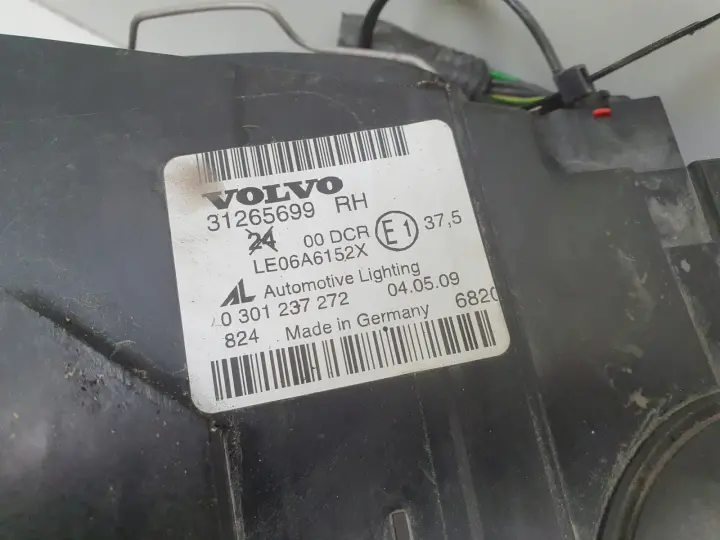 VOLVO
31265699 RH
24 00 DCR E1 37,5
LE06A6152X
AL Automotive Lighting
0 301 237 272 04.05.09
824 Made in Germany 6820